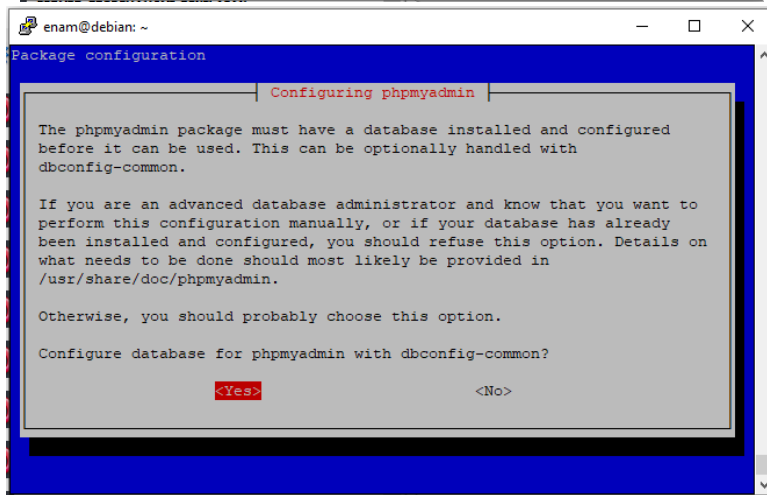 enam@debian: ~
Package configuration
Configuring phpmyadmin
The phpmyadmin package must have a database installed and configured
before it can be used. This can be optionally handled with
dbconfig-common.
If you are an advanced database administrator and know that you want to
perform this configuration manually, or if your database has already
been installed and configured, you should refuse this option. Details on
what needs to be done should most likely be provided in
/usr/share/doc/phpmyadmin.
Otherwise, you should probably choose this option.
Configure database for phpmyadmin with dbconfig-common?
<Yes> <No>